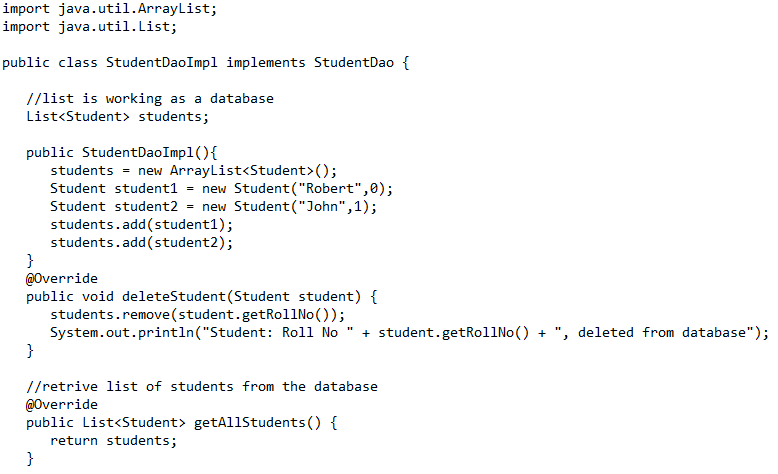 import java.util.ArrayList;
import java.util.List;

public class StudentDaoImpl implements StudentDao {

   //list is working as a database
   List<Student> students;

   public StudentDaoImpl(){
      students = new ArrayList<Student>();
      Student student1 = new Student("Robert",0);
      Student student2 = new Student("John",1);
      students.add(student1);
      students.add(student2);
   }
   @Override
   public void deleteStudent(Student student) {
      students.remove(student.getRollNo());
      System.out.println("Student: Roll No " + student.getRollNo() + ", deleted from database");
   }

   //retrive list of students from the database
   @Override
   public List<Student> getAllStudents() {
      return students;
   }